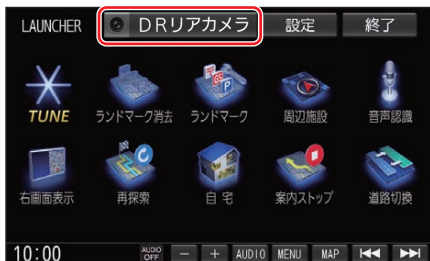 LAUNCHER DRリアカメラ 設定 終了
TUNE ランドマーク消去 ランドマーク 周辺施設 音声認識
右画面表示 再探索 自宅 案内ストップ 道路切換
10:00 AUDIO OFF － ＋ AUDIO MENU MAP